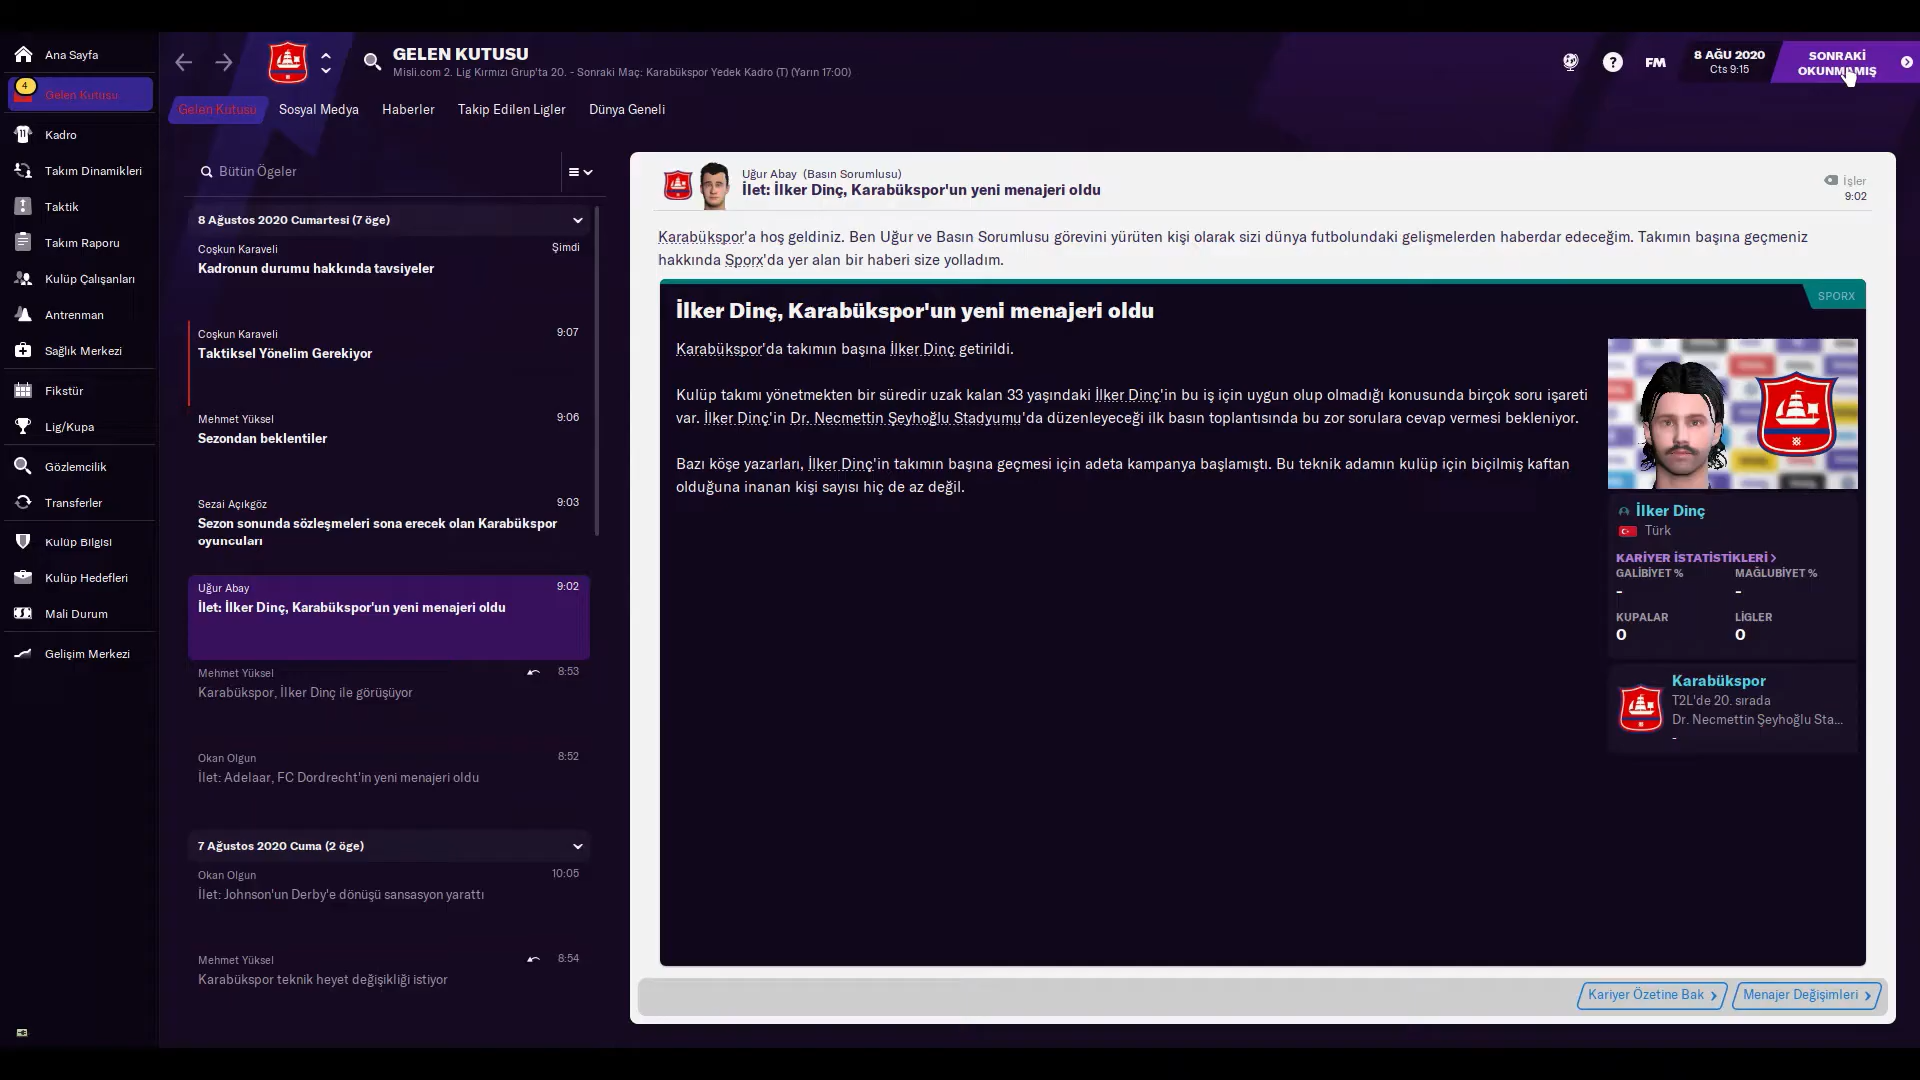 Ana Sayfa
4
Gelen Kutusu
Kadro
Takım Dinamikleri
Taktik
Takım Raporu
Kulüp Çalışanları
Antrenman
Sağlık Merkezi
Fikstür
Lig/Kupa
Gözlemcilik
Transferler
Kulüp Bilgisi
Kulüp Hedefleri
Mali Durum
Gelişim Merkezi
GELEN KUTUSU
Misli.com 2. Lig Kırmızı Grup'ta 20. - Sonraki Maç: Karabükspor Yedek Kadro (T) (Yarın 17:00)
?
FM
8 AĞU 2020
Cts 9:15
SONRAKİ
OKUNMAMIŞ
Gelen Kutusu
Sosyal Medya
Haberler
Takip Edilen Ligler
Dünya Geneli
Bütün Ögeler
8 Ağustos 2020 Cumartesi (7 öge)
Coşkun Karaveli
Şimdi
Kadronun durumu hakkında tavsiyeler
Coşkun Karaveli
9:07
Taktiksel Yönelim Gerekiyor
Mehmet Yüksel
9:06
Sezondan beklentiler
Sezai Açıkgöz
9:03
Sezon sonunda sözleşmeleri sona erecek olan Karabükspor
oyuncuları
Uğur Abay
9:02
İlet: İlker Dinç, Karabükspor'un yeni menajeri oldu
Mehmet Yüksel
8:53
Karabükspor, İlker Dinç ile görüşüyor
Okan Olgun
8:52
İlet: Adelaar, FC Dordrecht'in yeni menajeri oldu
7 Ağustos 2020 Cuma (2 öge)
Okan Olgun
10:05
İlet: Johnson'un Derby'e dönüşü sansasyon yarattı
Mehmet Yüksel
8:54
Karabükspor teknik heyet değişikliği istiyor
Uğur Abay (Basın Sorumlusu)
İlet: İlker Dinç, Karabükspor'un yeni menajeri oldu
İşler
9:02
Karabükspor'a hoş geldiniz. Ben Uğur ve Basın Sorumlusu görevini yürüten kişi olarak sizi dünya futbolundaki gelişmelerden haberdar edeceğim. Takımın başına geçmeniz
hakkında Sporx'da yer alan bir haberi size yolladım.
SPORX
İlker Dinç, Karabükspor'un yeni menajeri oldu
Karabükspor'da takımın başına İlker Dinç getirildi.
Kulüp takımı yönetmekten bir süredir uzak kalan 33 yaşındaki İlker Dinç'in bu iş için uygun olup olmadığı konusunda birçok soru işareti
var. İlker Dinç'in Dr. Necmettin Şeyhoğlu Stadyumu'da düzenleyeceği ilk basın toplantısında bu zor sorulara cevap vermesi bekleniyor.
Bazı köşe yazarları, İlker Dinç'in takımın başına geçmesi için adeta kampanya başlamıştı. Bu teknik adamın kulüp için biçilmiş kaftan
olduğuna inanan kişi sayısı hiç de az değil.
İlker Dinç
Türk
KARİYER İSTATİSTİKLERİ >
GALİBİYET %
MAĞLUBİYET %
-
-
KUPALAR
LİGLER
0
0
Karabükspor
T2L'de 20. sırada
Dr. Necmettin Şeyhoğlu Sta...
-
Kariyer Özetine Bak >
Menajer Değişimleri >